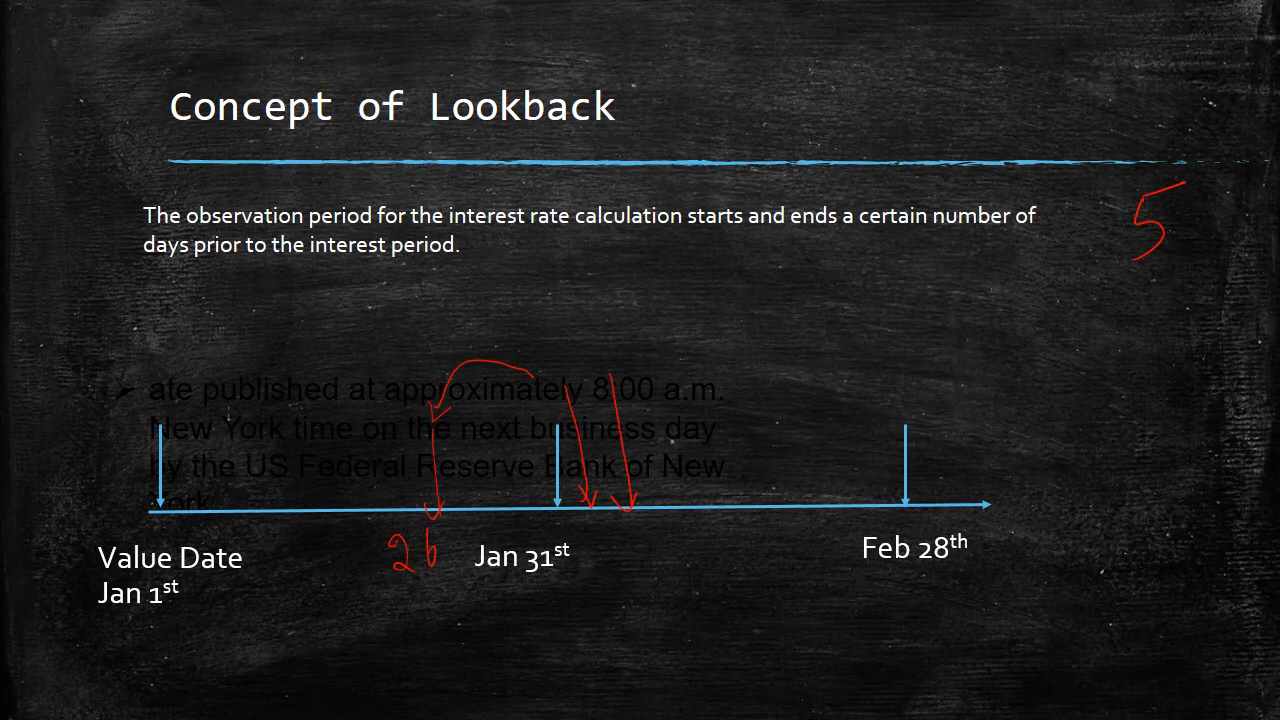 Concept of Lookback
The observation period for the interest rate calculation starts and ends a certain number of
days prior to the interest period.
5
➢ ate published at approximately 8:00 a.m.
New York time on the next business day
by the US Federal Reserve Bank of New
York
26
Value Date
Jan 1st
Jan 31st
Feb 28th